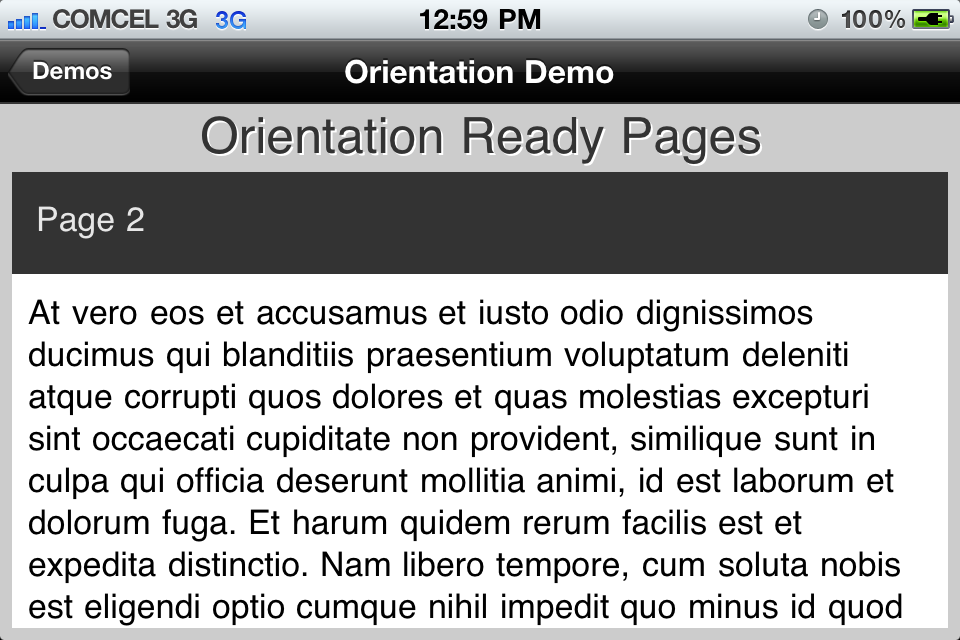 COMCEL 3G 3G 12:59 PM 100%
Demos Orientation Demo
Orientation Ready Pages
Page 2
At vero eos et accusamus et iusto odio dignissimos
ducimus qui blanditiis praesentium voluptatum deleniti
atque corrupti quos dolores et quas molestias excepturi
sint occaecati cupiditate non provident, similique sunt in
culpa qui officia deserunt mollitia animi, id est laborum et
dolorum fuga. Et harum quidem rerum facilis est et
expedita distinctio. Nam libero tempore, cum soluta nobis
est eligendi optio cumque nihil impedit quo minus id quod